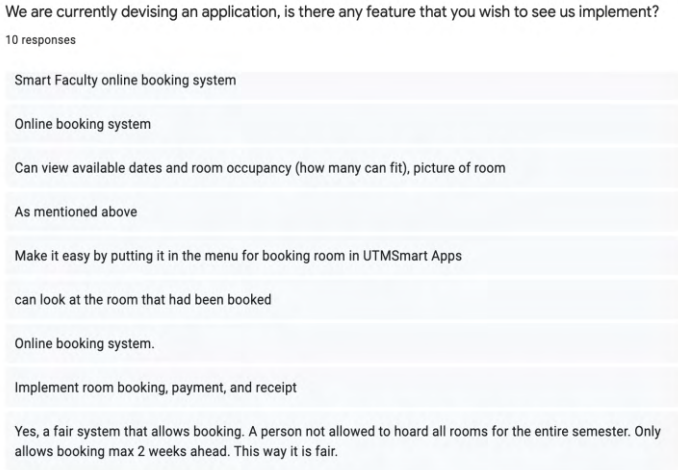 We are currently devising an application, is there any feature that you wish to see us implement?
10 responses
Smart Faculty online booking system
Online booking system
Can view available dates and room occupancy (how many can fit), picture of room
As mentioned above
Make it easy by putting it in the menu for booking room in UTMSmart Apps
can look at the room that had been booked
Online booking system.
Implement room booking, payment, and receipt
Yes, a fair system that allows booking. A person not allowed to hoard all rooms for the entire semester. Only
allows booking max 2 weeks ahead. This way it is fair.